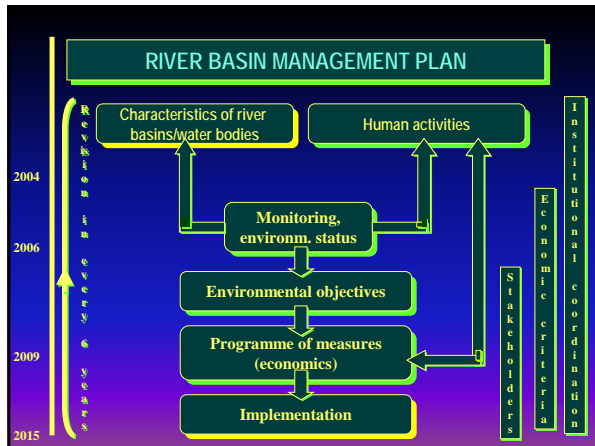 RIVER BASIN MANAGEMENT PLAN
Characteristics of river
basins/water bodies
Human activities
Monitoring,
environm. status
Environmental objectives
Programme of measures
(economics)
Implementation
2004
2006
2009
2015
Revision in every 6 years
Stakeholders
Economic criteria
Institutional coordination